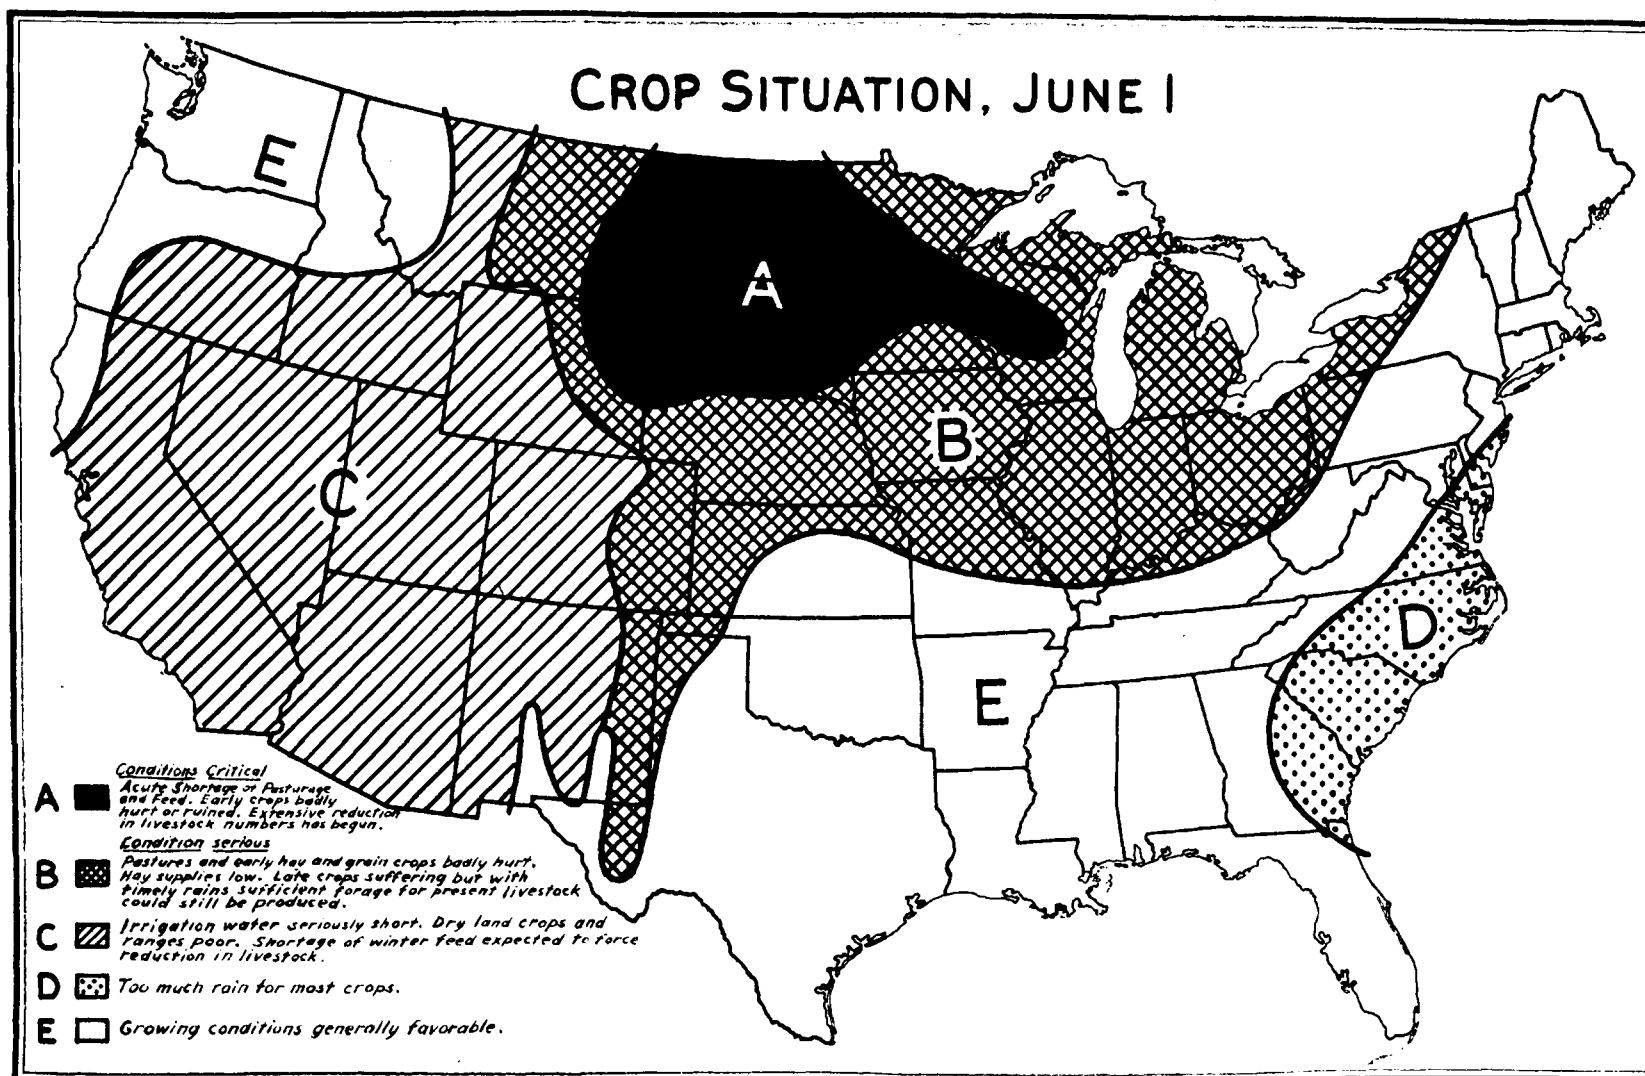 CROP SITUATION, JUNE 1
E
A
B
C
D
E
Conditions Critical
A Acute Shortage of Pasturage
and Feed. Early crops badly
hurt or ruined. Extensive reduction
in livestock numbers has begun.
Condition serious
B Pastures and early hay and grain crops badly hurt.
Hay supplies low. Late crops suffering but with
timely rains sufficient forage for present livestock
could still be produced.
C Irrigation water seriously short. Dry land crops and
ranges poor. Shortage of winter feed expected to force
reduction in livestock.
D Too much rain for most crops.
E Growing conditions generally favorable.